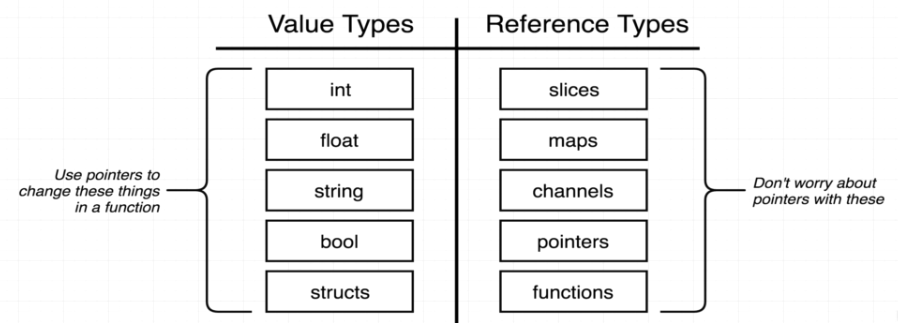 Value Types
Reference Types
int
slices
float
maps
Use pointers to
change these things
in a function
string
channels
Don't worry about
pointers with these
bool
pointers
structs
functions